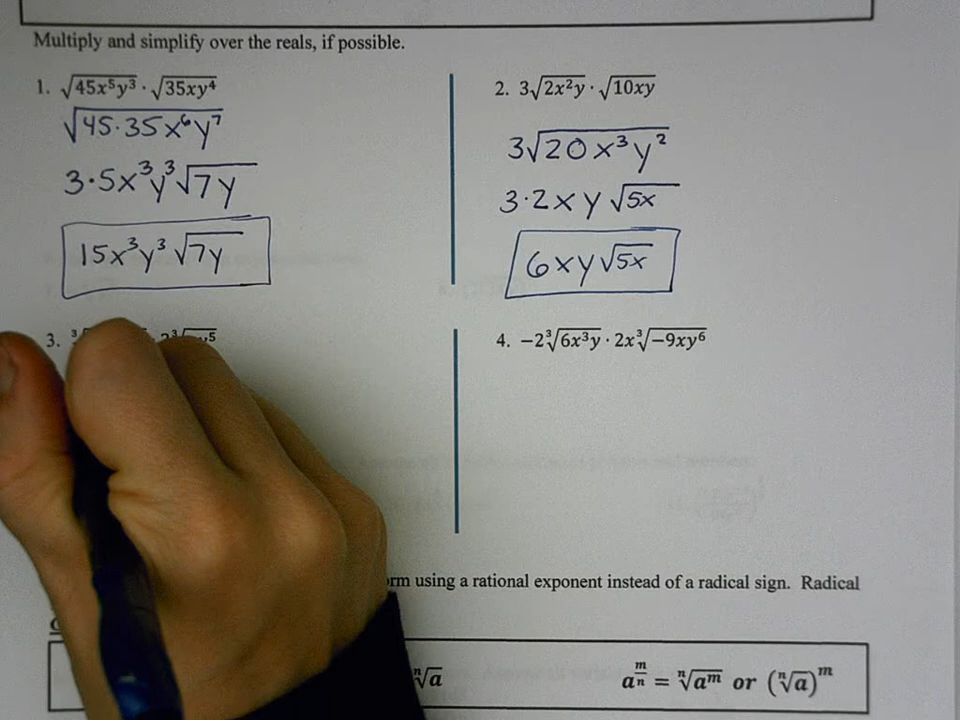 Multiply and simplify over the reals, if possible.
1. √45x⁵y³ · √35xy⁴
√45·35x⁶y⁷
3·5x³y³√7y
15x³y³√7y
2. 3√2x²y · √10xy
3√20x³y²
3·2xy√5x
6xy√5x
3.
4. −2∛6x³y · 2x∛−9xy⁶
using a rational exponent instead of a radical sign. Radical
ⁿ√a
a^(m/n) = ⁿ√aᵐ or (ⁿ√a)ᵐ